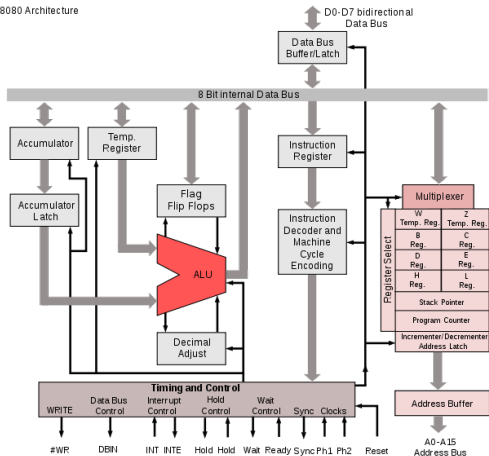 8080 Architecture
D0-D7 bidirectional
Data Bus
Data Bus
Buffer/Latch
8 Bit internal Data Bus
Accumulator
Temp.
Register
Instruction
Register
Multiplexer
Accumulator
Latch
Flag
Flip Flops
Instruction
Decoder and
Machine
Cycle
Encoding
Register Select
W
Temp. Reg.
Z
Temp. Reg.
B
Reg.
C
Reg.
D
Reg.
E
Reg.
H
Reg.
L
Reg.
Stack Pointer
Program Counter
Incrementer/Decrementer
Address Latch
ALU
Decimal
Adjust
Address Buffer
A0-A15
Address Bus
Timing and Control
WRITE
Data Bus
Control
Interrupt
Control
Hold
Control
Wait
Control
Sync
Clocks
#WR
DBIN
INT
INTE
Hold
Hold
Wait
Ready
Sync
Ph1
Ph2
Reset